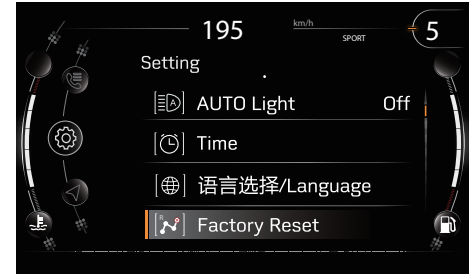 195 km/h SPORT 5
Setting
AUTO Light Off
Time
语言选择/Language
Factory Reset